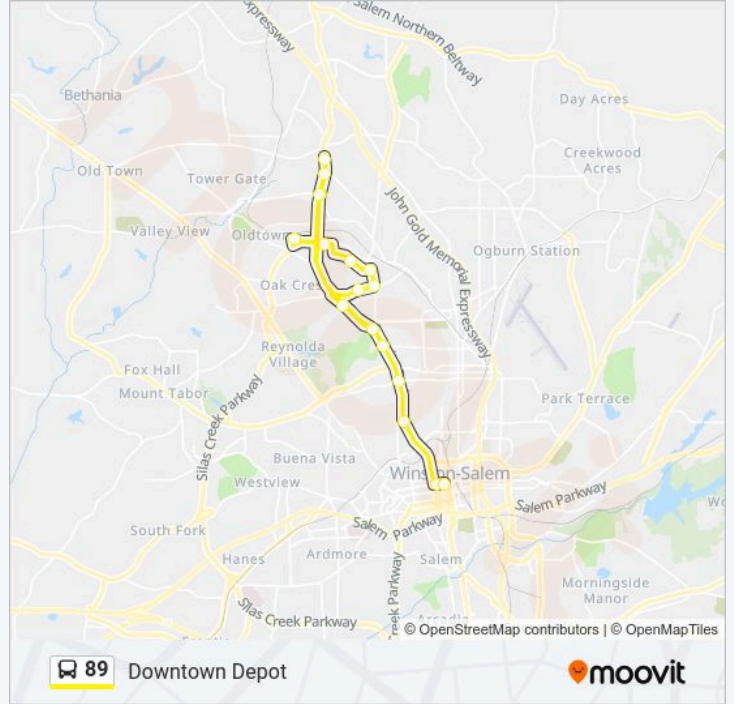 Expressway
Salem Northern Beltway
Bethania
Day Acres
Creekwood
Acres
Old Town
Tower Gate
John Gold Memorial Expressway
Valley View
Oldtown
Ogburn Station
Oak Cres
Reynolda
Village
Fox Hall
Mount Tabor
Silas Creek Parkway
Park Terrace
Buena Vista
Winston-Salem
Westview
Salem Parkway
South Fork
Salem Parkway
Hanes
Ardmore
Salem
reek Parkway
Morningside
Manor
Silas Creek Parkway
© OpenStreetMap contributors | © OpenMapTiles
89 Downtown Depot
moovit